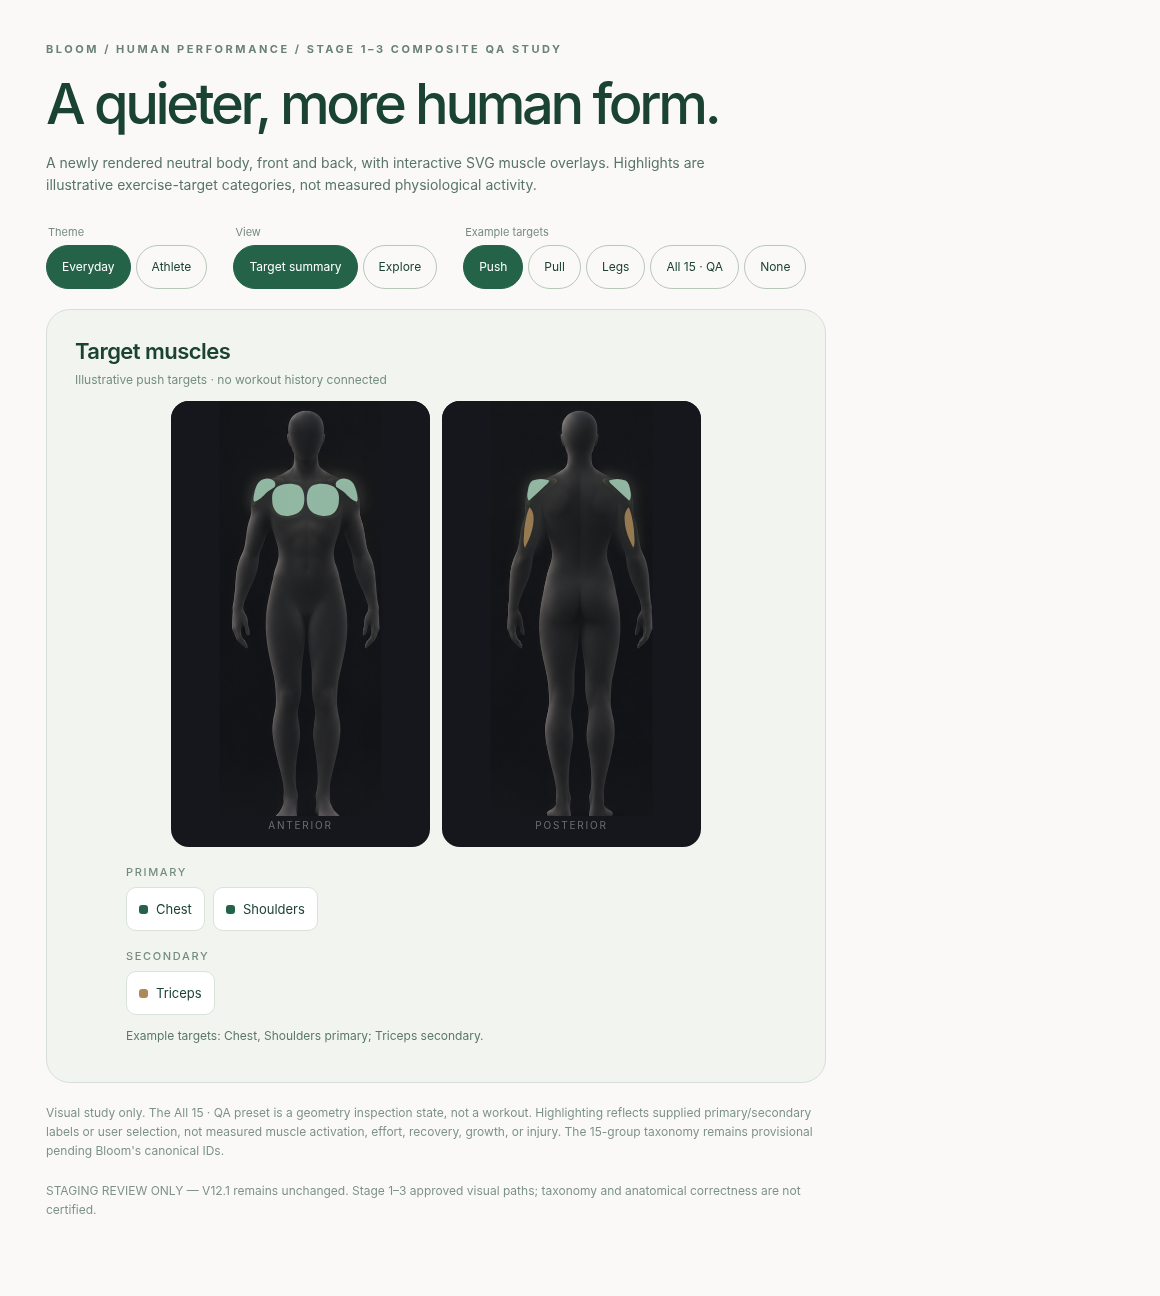 BLOOM / HUMAN PERFORMANCE / STAGE 1–3 COMPOSITE QA STUDY
A quieter, more human form.
A newly rendered neutral body, front and back, with interactive SVG muscle overlays. Highlights are
illustrative exercise-target categories, not measured physiological activity.
Theme
View
Example targets
Everyday
Athlete
Target summary
Explore
Push
Pull
Legs
All 15 · QA
None
Target muscles
Illustrative push targets · no workout history connected
ANTERIOR
POSTERIOR
PRIMARY
Chest
Shoulders
SECONDARY
Triceps
Example targets: Chest, Shoulders primary; Triceps secondary.
Visual study only. The All 15 · QA preset is a geometry inspection state, not a workout. Highlighting reflects supplied primary/secondary
labels or user selection, not measured muscle activation, effort, recovery, growth, or injury. The 15-group taxonomy remains provisional
pending Bloom's canonical IDs.
STAGING REVIEW ONLY — V12.1 remains unchanged. Stage 1–3 approved visual paths; taxonomy and anatomical correctness are not
certified.